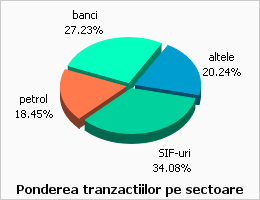 banci
27.23%
altele
20.24%
petrol
18.45%
SIF-uri
34.08%
Ponderea tranzactiilor pe sectoare